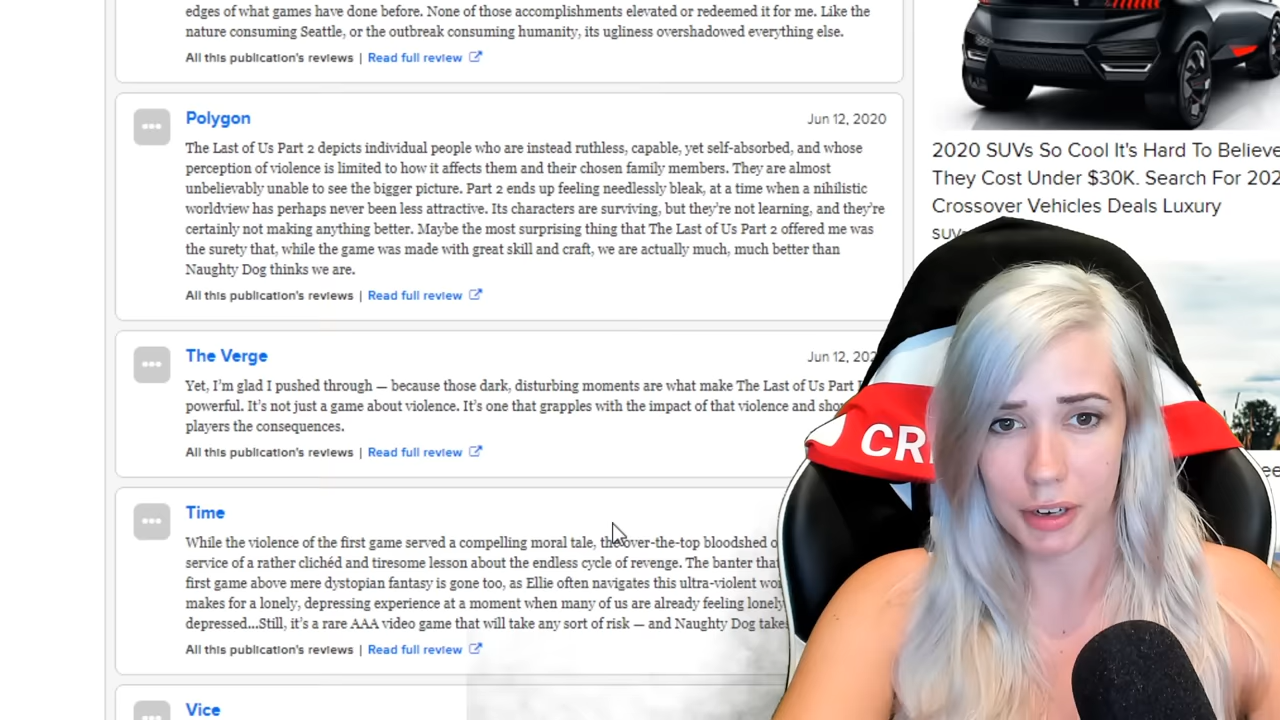 edges of what games have done before. None of those accomplishments elevated or redeemed it for me. Like the
nature consuming Seattle, or the outbreak consuming humanity, its ugliness overshadowed everything else.
All this publication's reviews | Read full review
Polygon
Jun 12, 2020
The Last of Us Part 2 depicts individual people who are instead ruthless, capable, yet self-absorbed, and whose
perception of violence is limited to how it affects them and their chosen family members. They are almost
unbelievably unable to see the bigger picture. Part 2 ends up feeling needlessly bleak, at a time when a nihilistic
worldview has perhaps never been less attractive. Its characters are surviving, but they're not learning, and they're
certainly not making anything better. Maybe the most surprising thing that The Last of Us Part 2 offered me was
the surety that, while the game was made with great skill and craft, we are actually much, much better than
Naughty Dog thinks we are.
All this publication's reviews | Read full review
The Verge
Jun 12, 202
Yet, I'm glad I pushed through — because those dark, disturbing moments are what make The Last of Us Part
powerful. It's not just a game about violence. It's one that grapples with the impact of that violence and
players the consequences.
All this publication's reviews | Read full review
Time
While the violence of the first game served a compelling moral tale, the over-the-top bloodshed
service of a rather clichéd and tiresome lesson about the endless cycle of revenge. The banter
first game above mere dystopian fantasy is gone too, as Ellie often navigates this ultra-violent
makes for a lonely, depressing experience at a moment when many of us are already feeling lonely
depressed...Still, it's a rare AAA video game that will take any sort of risk — and Naughty Dog
All this publication's reviews | Read full review
Vice
2020 SUVs So Cool It's Hard To Believe
They Cost Under $30K. Search For 202
Crossover Vehicles Deals Luxury
CR